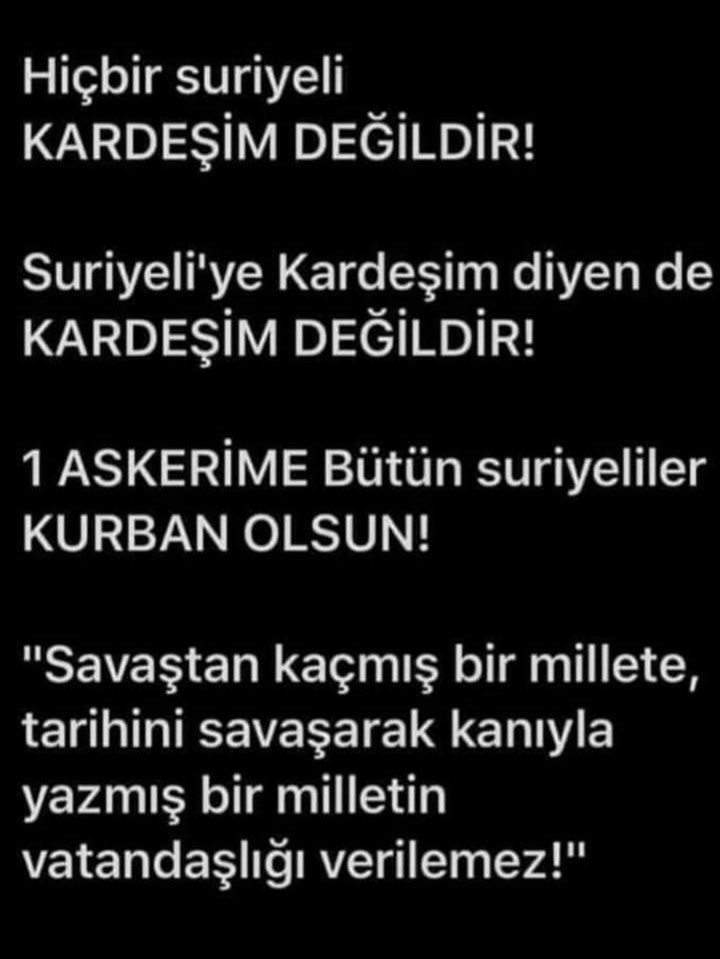 Hiçbir suriyeli
KARDEŞİM DEĞİLDİR!
Suriyeli'ye Kardeşim diyen de
KARDEŞİM DEĞİLDİR!
1 ASKERİME Bütün suriyeliler
KURBAN OLSUN!
"Savaştan kaçmış bir millete,
tarihini savaşarak kanıyla
yazmış bir milletin
vatandaşlığı verilemez!"